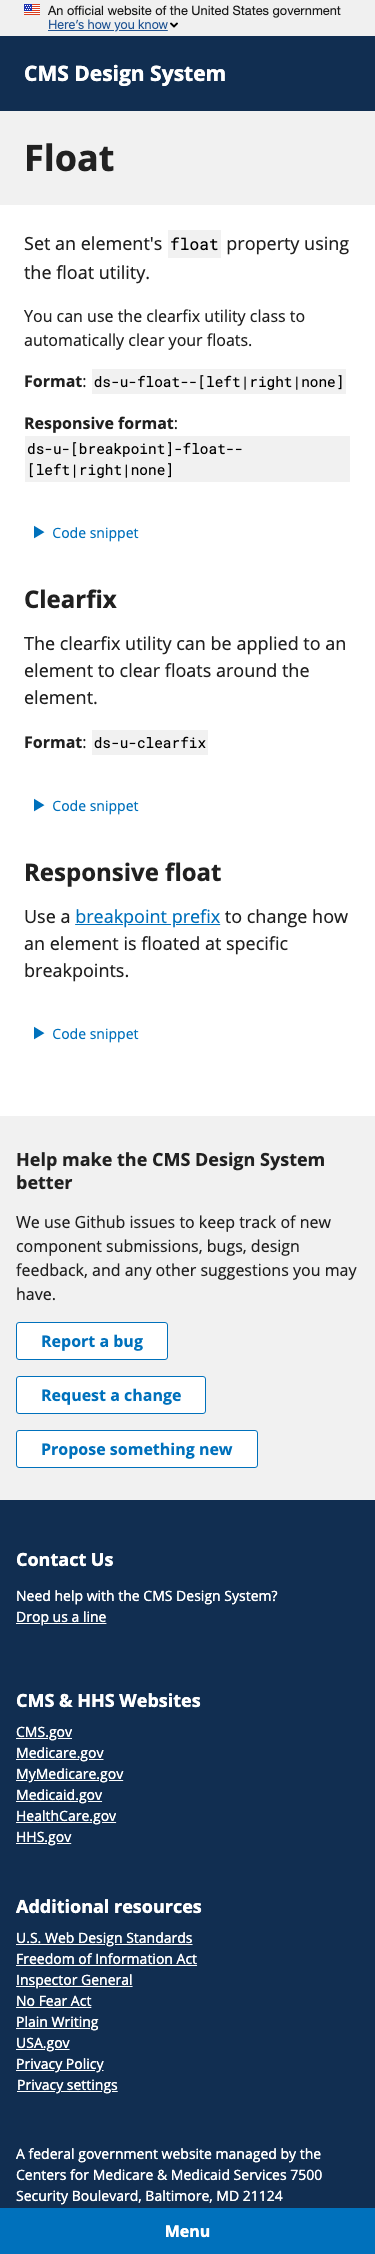 An official website of the United States government
Here's how you know
CMS Design System
Float
Set an element's float property using
the float utility.
You can use the clearfix utility class to
automatically clear your floats.
Format: ds-u-float--[left|right|none]
Responsive format:
ds-u-[breakpoint]-float--
[left|right|none]
Code snippet
Clearfix
The clearfix utility can be applied to an
element to clear floats around the
element.
Format: ds-u-clearfix
Code snippet
Responsive float
Use a breakpoint prefix to change how
an element is floated at specific
breakpoints.
Code snippet
Help make the CMS Design System
better
We use Github issues to keep track of new
component submissions, bugs, design
feedback, and any other suggestions you may
have.
Report a bug
Request a change
Propose something new
Contact Us
Need help with the CMS Design System?
Drop us a line
CMS & HHS Websites
CMS.gov
Medicare.gov
MyMedicare.gov
Medicaid.gov
HealthCare.gov
HHS.gov
Additional resources
U.S. Web Design Standards
Freedom of Information Act
Inspector General
No Fear Act
Plain Writing
USA.gov
Privacy Policy
Privacy settings
A federal government website managed by the
Centers for Medicare & Medicaid Services 7500
Security Boulevard, Baltimore, MD 21124
Menu